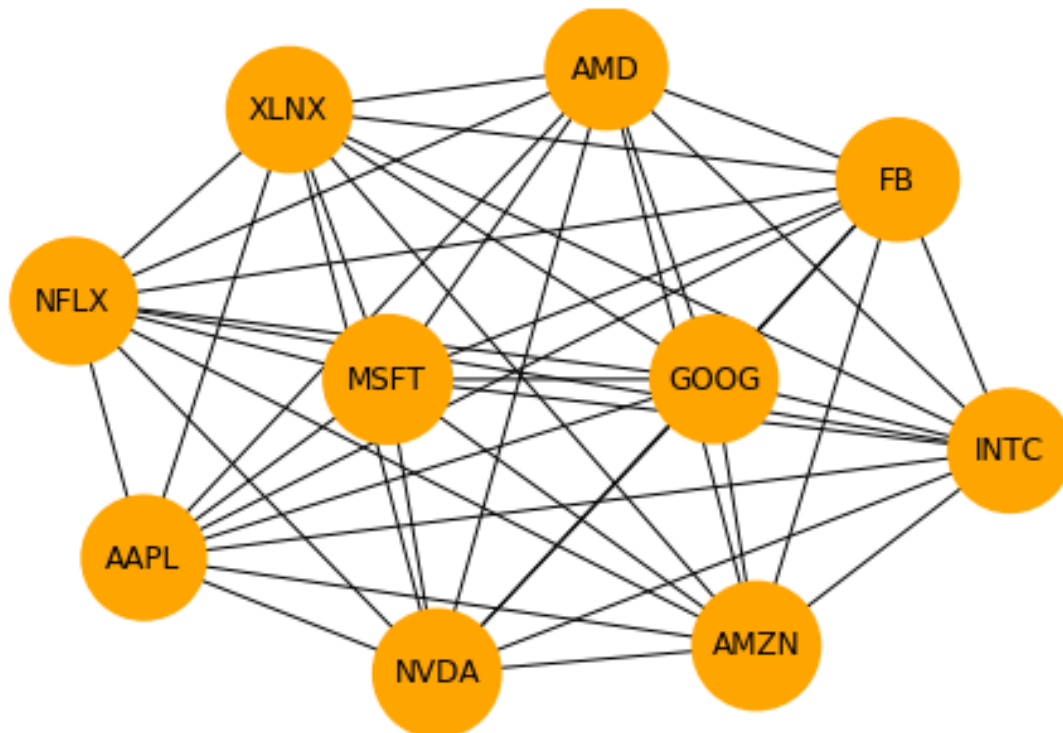 AMD
XLNX
FB
NFLX
MSFT
GOOG
INTC
AAPL
AMZN
NVDA